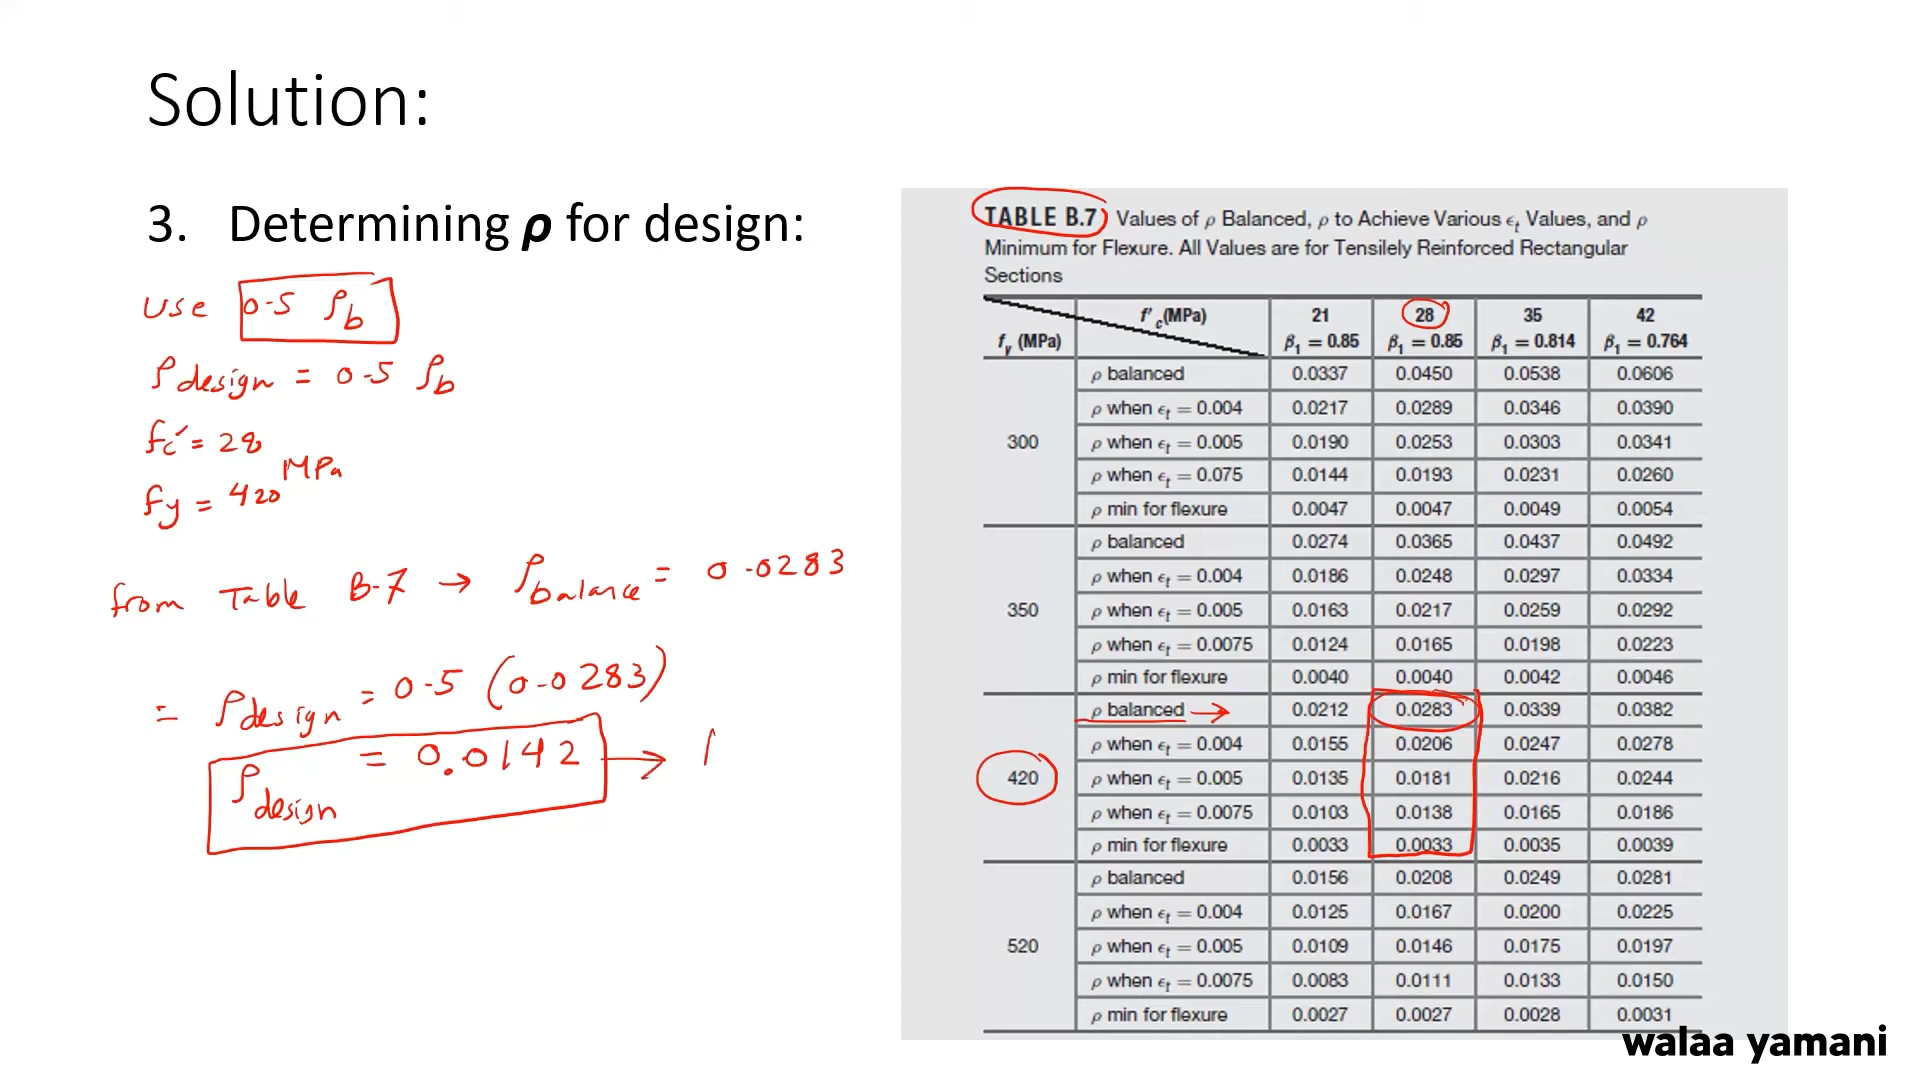 Solution:
3. Determining ρ for design:
use 0.5 ρb
ρdesign = 0.5 ρb
fc' = 28
MPa
fy = 420
from Table B-7 → ρbalance = 0.0283
= ρdesign = 0.5 (0.0283)
= 0.0142 →
ρdesign
TABLE B.7 Values of ρ Balanced, ρ to Achieve Various ϵt Values, and ρ
Minimum for Flexure. All Values are for Tensilely Reinforced Rectangular
Sections
f'c(MPa) 21 28 35 42
fy (MPa) β1 = 0.85 β1 = 0.85 β1 = 0.814 β1 = 0.764
ρ balanced 0.0337 0.0450 0.0538 0.0606
ρ when ϵt = 0.004 0.0217 0.0289 0.0346 0.0390
300 ρ when ϵt = 0.005 0.0190 0.0253 0.0303 0.0341
ρ when ϵt = 0.075 0.0144 0.0193 0.0231 0.0260
ρ min for flexure 0.0047 0.0047 0.0049 0.0054
ρ balanced 0.0274 0.0365 0.0437 0.0492
ρ when ϵt = 0.004 0.0186 0.0248 0.0297 0.0334
350 ρ when ϵt = 0.005 0.0163 0.0217 0.0259 0.0292
ρ when ϵt = 0.0075 0.0124 0.0165 0.0198 0.0223
ρ min for flexure 0.0040 0.0040 0.0042 0.0046
ρ balanced → 0.0212 0.0283 0.0339 0.0382
ρ when ϵt = 0.004 0.0155 0.0206 0.0247 0.0278
420 ρ when ϵt = 0.005 0.0135 0.0181 0.0216 0.0244
ρ when ϵt = 0.0075 0.0103 0.0138 0.0165 0.0186
ρ min for flexure 0.0033 0.0033 0.0035 0.0039
ρ balanced 0.0156 0.0208 0.0249 0.0281
ρ when ϵt = 0.004 0.0125 0.0167 0.0200 0.0225
520 ρ when ϵt = 0.005 0.0109 0.0146 0.0175 0.0197
ρ when ϵt = 0.0075 0.0083 0.0111 0.0133 0.0150
ρ min for flexure 0.0027 0.0027 0.0028 0.0031
walaa yamani